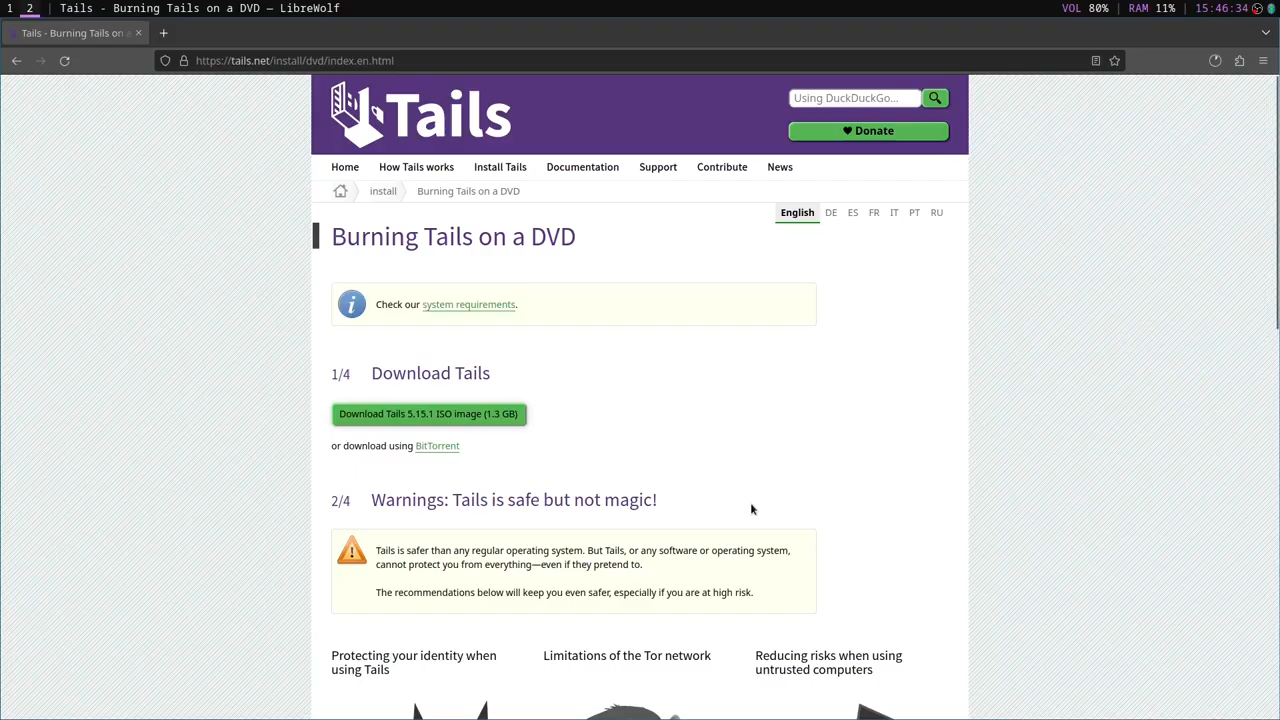 1 2 Tails - Burning Tails on a DVD — LibreWolf VOL 80% RAM 11% 15:46:34
Tails - Burning Tails on a
https://tails.net/install/dvd/index.en.html
Tails
Using DuckDuckGo...
♥ Donate
Home How Tails works Install Tails Documentation Support Contribute News
install Burning Tails on a DVD
English DE ES FR IT PT RU
Burning Tails on a DVD
Check our system requirements.
1/4 Download Tails
Download Tails 5.15.1 ISO image (1.3 GB)
or download using BitTorrent
2/4 Warnings: Tails is safe but not magic!
Tails is safer than any regular operating system. But Tails, or any software or operating system,
cannot protect you from everything—even if they pretend to.
The recommendations below will keep you even safer, especially if you are at high risk.
Protecting your identity when
using Tails
Limitations of the Tor network
Reducing risks when using
untrusted computers